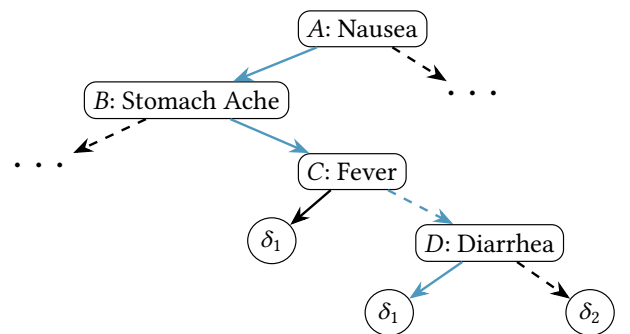 A: Nausea
. . .
B: Stomach Ache
. . .
C: Fever
δ₁
D: Diarrhea
δ₁
δ₂